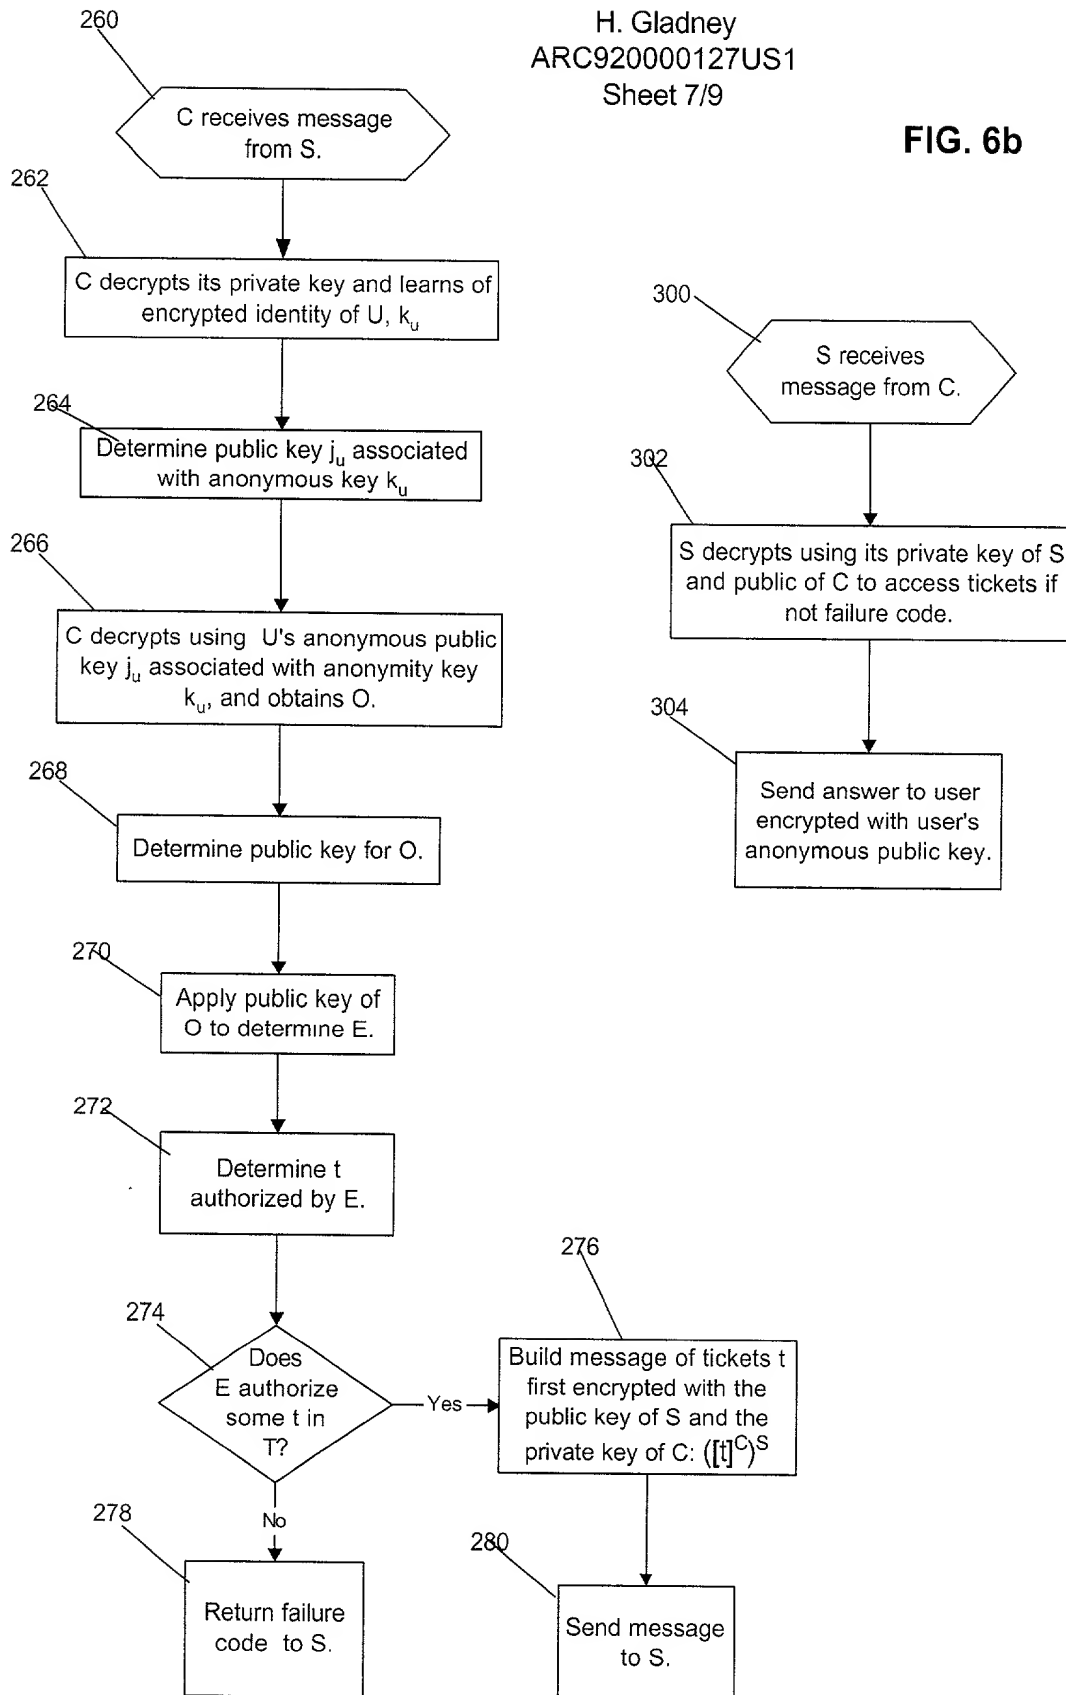 H. Gladney
ARC920000127US1
Sheet 7/9
FIG. 6b
260
C receives message
from S.
262
C decrypts its private key and learns of
encrypted identity of U, k_u
264
Determine public key j_u associated
with anonymous key k_u
266
C decrypts using U's anonymous public
key j_u associated with anonymity key
k_u, and obtains O.
268
Determine public key for O.
270
Apply public key of
O to determine E.
272
Determine t
authorized by E.
274
Does
E authorize
some t in
T?
Yes
No
276
Build message of tickets t
first encrypted with the
public key of S and the
private key of C: ([t]^C)^S
278
Return failure
code to S.
280
Send message
to S.
300
S receives
message from C.
302
S decrypts using its private key of S
and public of C to access tickets if
not failure code.
304
Send answer to user
encrypted with user's
anonymous public key.